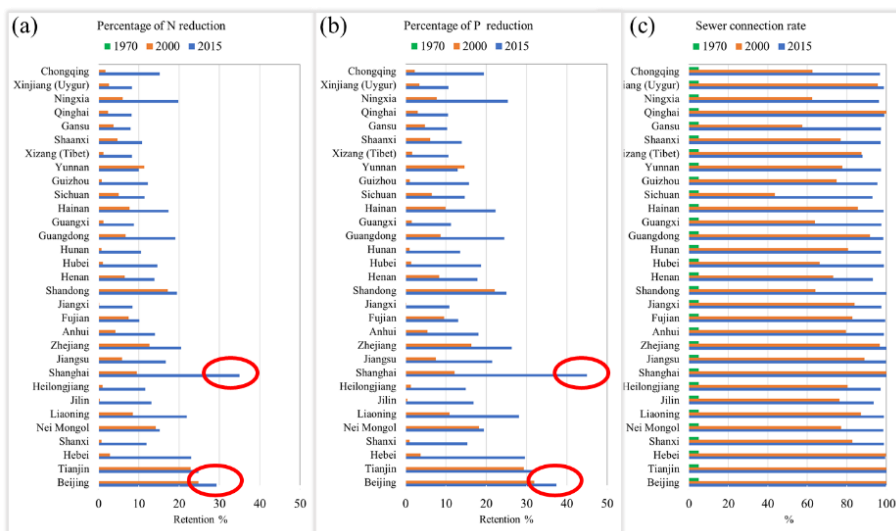 (a)
Percentage of N reduction
1970 2000 2015
Chongqing
Xinjiang (Uygur)
Ningxia
Qinghai
Gansu
Shaanxi
Xizang (Tibet)
Yunnan
Guizhou
Sichuan
Hainan
Guangxi
Guangdong
Hunan
Hubei
Henan
Shandong
Jiangxi
Fujian
Anhui
Zhejiang
Jiangsu
Shanghai
Heilongjiang
Jilin
Liaoning
Nei Mongol
Shanxi
Hebei
Tianjin
Beijing
0 10 20 30 40 50
Retention %
(b)
Percentage of P reduction
1970 2000 2015
Chongqing
Xinjiang (Uygur)
Ningxia
Qinghai
Gansu
Shaanxi
Xizang (Tibet)
Yunnan
Guizhou
Sichuan
Hainan
Guangxi
Guangdong
Hunan
Hubei
Henan
Shandong
Jiangxi
Fujian
Anhui
Zhejiang
Jiangsu
Shanghai
Heilongjiang
Jilin
Liaoning
Nei Mongol
Shanxi
Hebei
Tianjin
Beijing
0 10 20 30 40 50
Retention %
(c)
Sewer connection rate
1970 2000 2015
Chongqing
jiang (Uygur)
Ningxia
Qinghai
Gansu
Shaanxi
izang (Tibet)
Yunnan
Guizhou
Sichuan
Hainan
Guangxi
Guangdong
Hunan
Hubei
Henan
Shandong
Jiangxi
Fujian
Anhui
Zhejiang
Jiangsu
Shanghai
Heilongjiang
Jilin
Liaoning
Nei Mongol
Shanxi
Hebei
Tianjin
Beijing
0 20 40 60 80 100
%